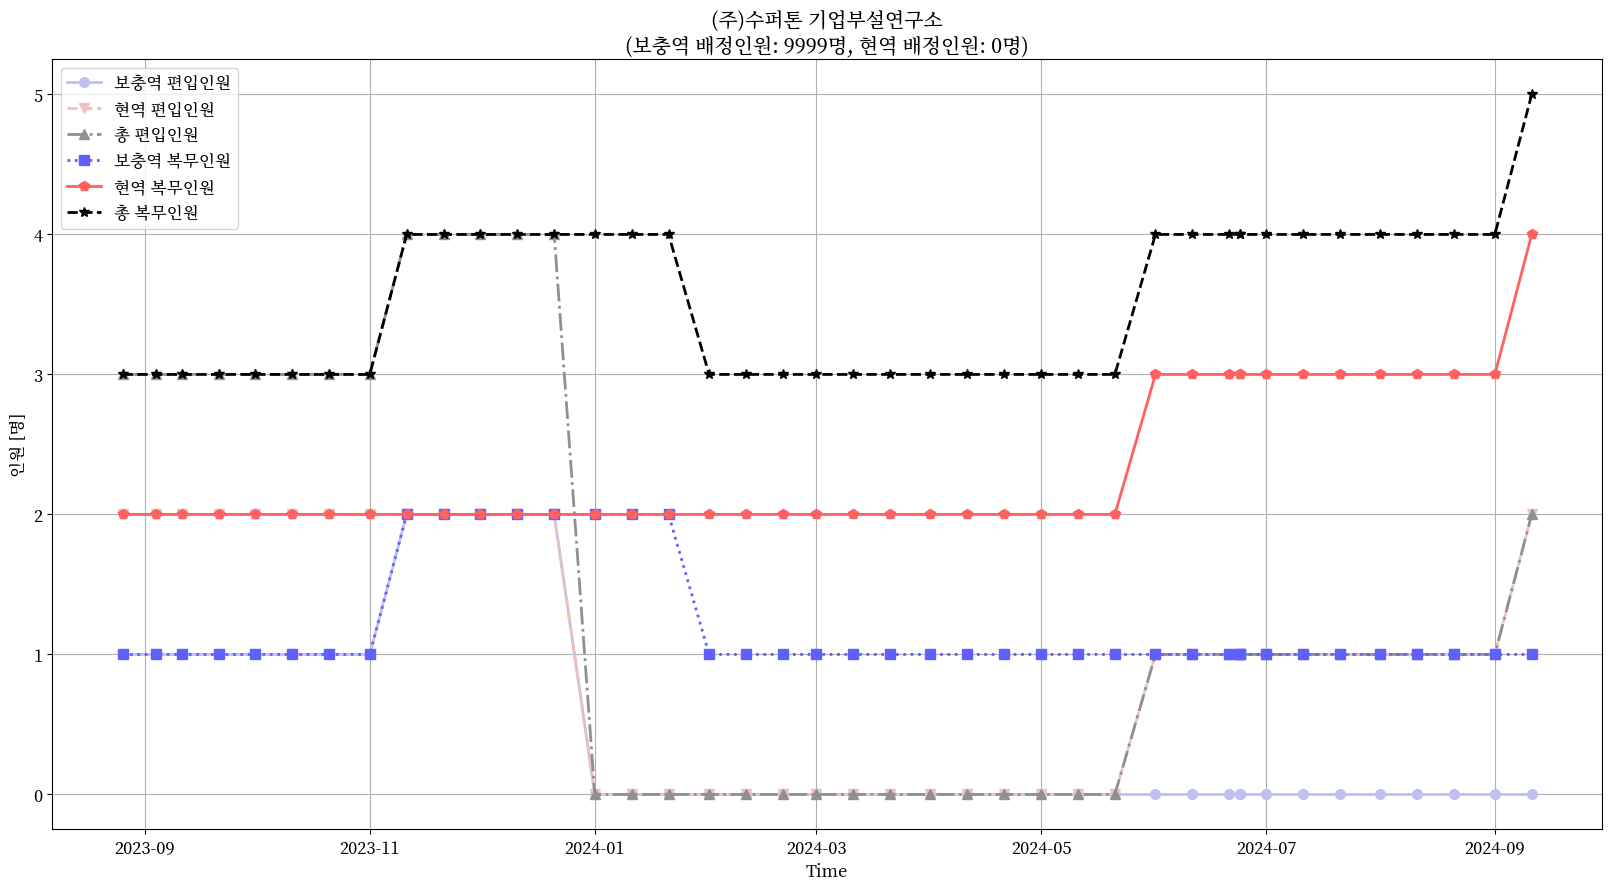 (주)수퍼톤 기업부설연구소
(보충역 배정인원: 9999명, 현역 배정인원: 0명)
보충역 편입인원
현역 편입인원
총 편입인원
보충역 복무인원
현역 복무인원
총 복무인원
인원 [명]
5
4
3
2
1
0
2023-09
2023-11
2024-01
2024-03
2024-05
2024-07
2024-09
Time